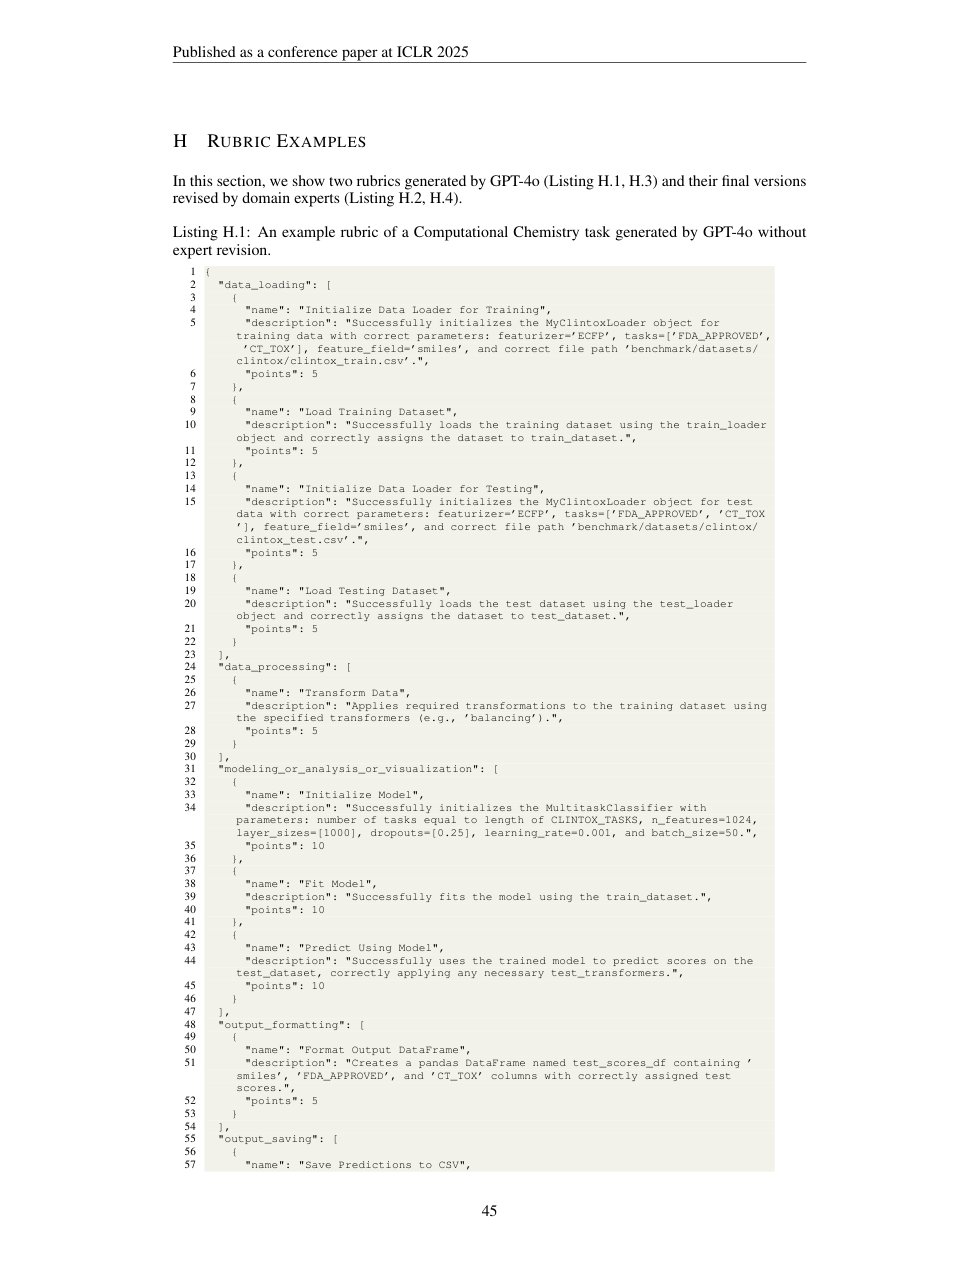 Published as a conference paper at ICLR 2025
H RUBRIC EXAMPLES
In this section, we show two rubrics generated by GPT-4o (Listing H.1, H.3) and their final versions
revised by domain experts (Listing H.2, H.4).
Listing H.1: An example rubric of a Computational Chemistry task generated by GPT-4o without
expert revision.
1 {
2 "data_loading": [
3 {
4 "name": "Initialize Data Loader for Training",
5 "description": "Successfully initializes the MyClintoxLoader object for
training data with correct parameters: featurizer=’ECFP’, tasks=[’FDA_APPROVED’,
’CT_TOX’], feature_field=’smiles’, and correct file path ’benchmark/datasets/
clintox/clintox_train.csv’.",
6 "points": 5
7 },
8 {
9 "name": "Load Training Dataset",
10 "description": "Successfully loads the training dataset using the train_loader
object and correctly assigns the dataset to train_dataset.",
11 "points": 5
12 },
13 {
14 "name": "Initialize Data Loader for Testing",
15 "description": "Successfully initializes the MyClintoxLoader object for test
data with correct parameters: featurizer=’ECFP’, tasks=[’FDA_APPROVED’, ’CT_TOX
’], feature_field=’smiles’, and correct file path ’benchmark/datasets/clintox/
clintox_test.csv’.",
16 "points": 5
17 },
18 {
19 "name": "Load Testing Dataset",
20 "description": "Successfully loads the test dataset using the test_loader
object and correctly assigns the dataset to test_dataset.",
21 "points": 5
22 }
23 ],
24 "data_processing": [
25 {
26 "name": "Transform Data",
27 "description": "Applies required transformations to the training dataset using
the specified transformers (e.g., ’balancing’).",
28 "points": 5
29 }
30 ],
31 "modeling_or_analysis_or_visualization": [
32 {
33 "name": "Initialize Model",
34 "description": "Successfully initializes the MultitaskClassifier with
parameters: number of tasks equal to length of CLINTOX_TASKS, n_features=1024,
layer_sizes=[1000], dropouts=[0.25], learning_rate=0.001, and batch_size=50.",
35 "points": 10
36 },
37 {
38 "name": "Fit Model",
39 "description": "Successfully fits the model using the train_dataset.",
40 "points": 10
41 },
42 {
43 "name": "Predict Using Model",
44 "description": "Successfully uses the trained model to predict scores on the
test_dataset, correctly applying any necessary test_transformers.",
45 "points": 10
46 }
47 ],
48 "output_formatting": [
49 {
50 "name": "Format Output DataFrame",
51 "description": "Creates a pandas DataFrame named test_scores_df containing ’
smiles’, ’FDA_APPROVED’, and ’CT_TOX’ columns with correctly assigned test
scores.",
52 "points": 5
53 }
54 ],
55 "output_saving": [
56 {
57 "name": "Save Predictions to CSV",
45